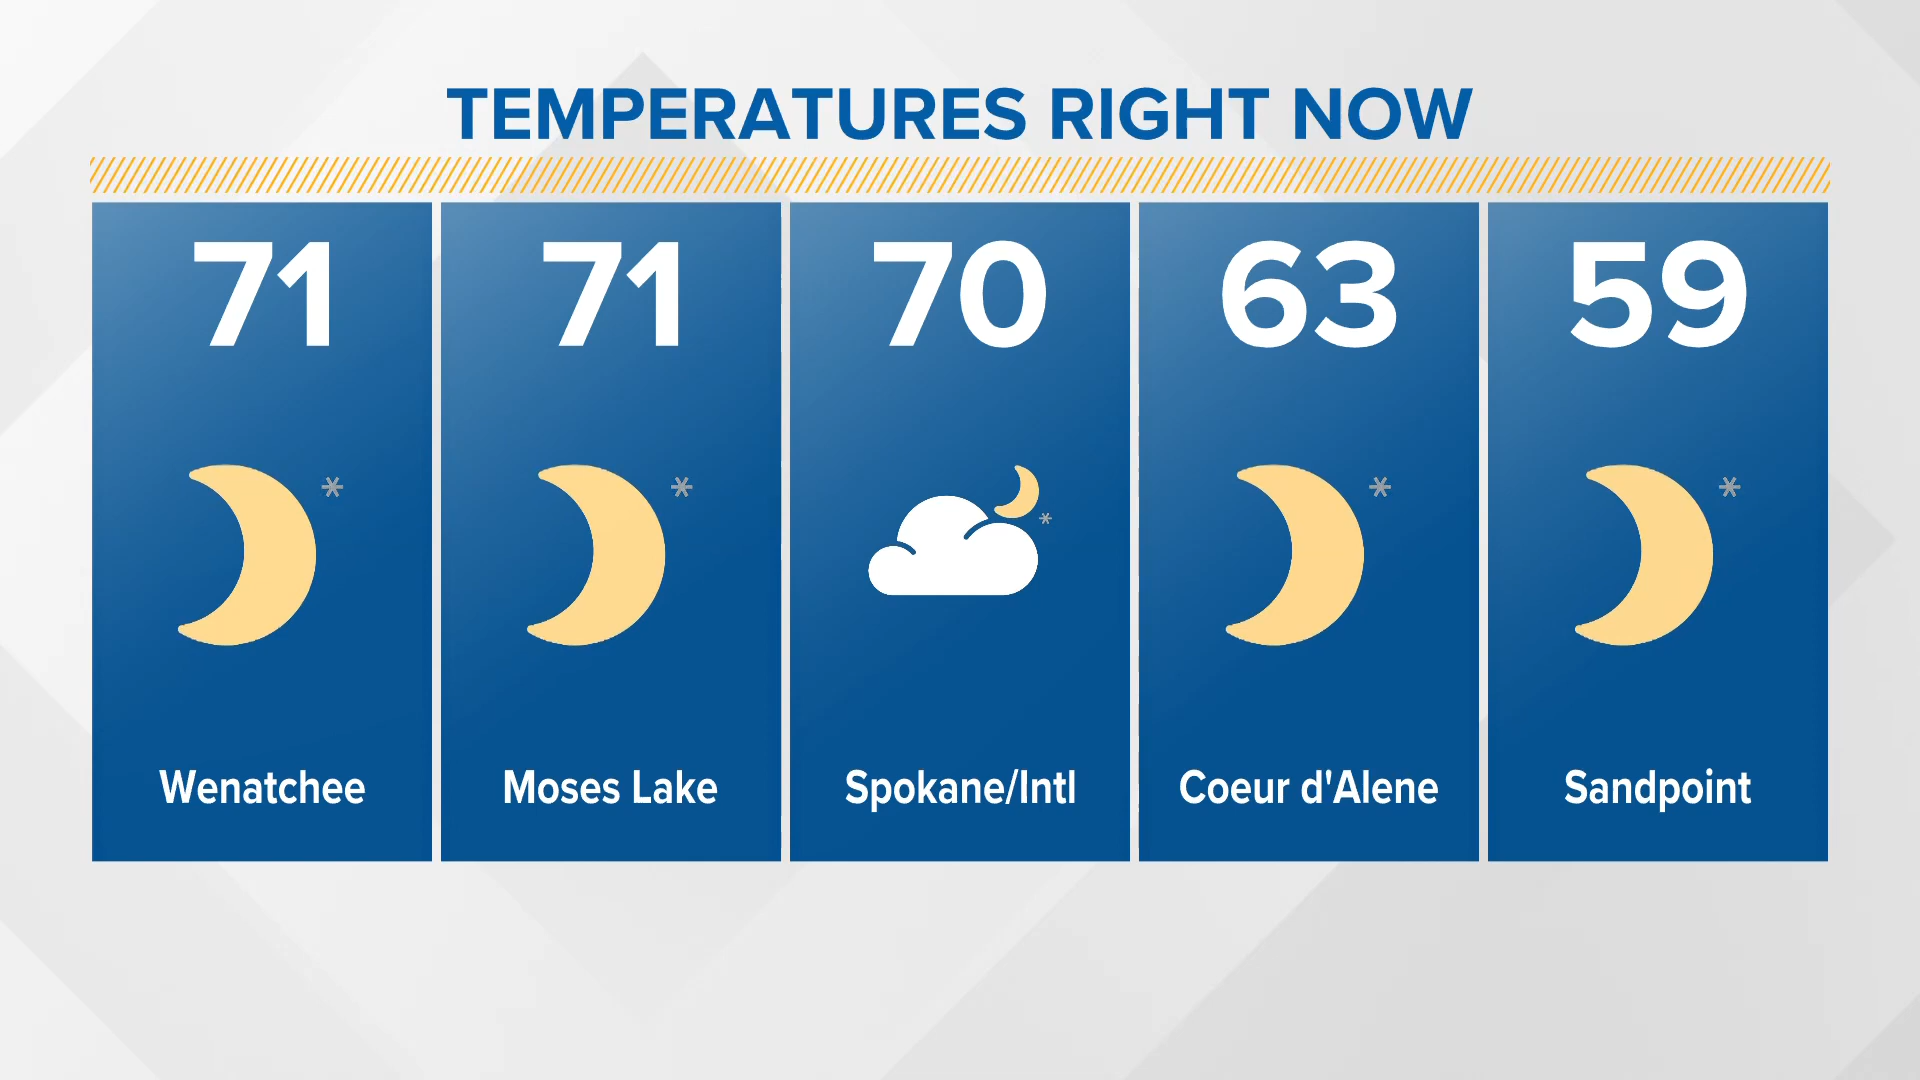 TEMPERATURES RIGHT NOW
71 71 70 63 59
Wenatchee Moses Lake Spokane/Intl Coeur d'Alene Sandpoint